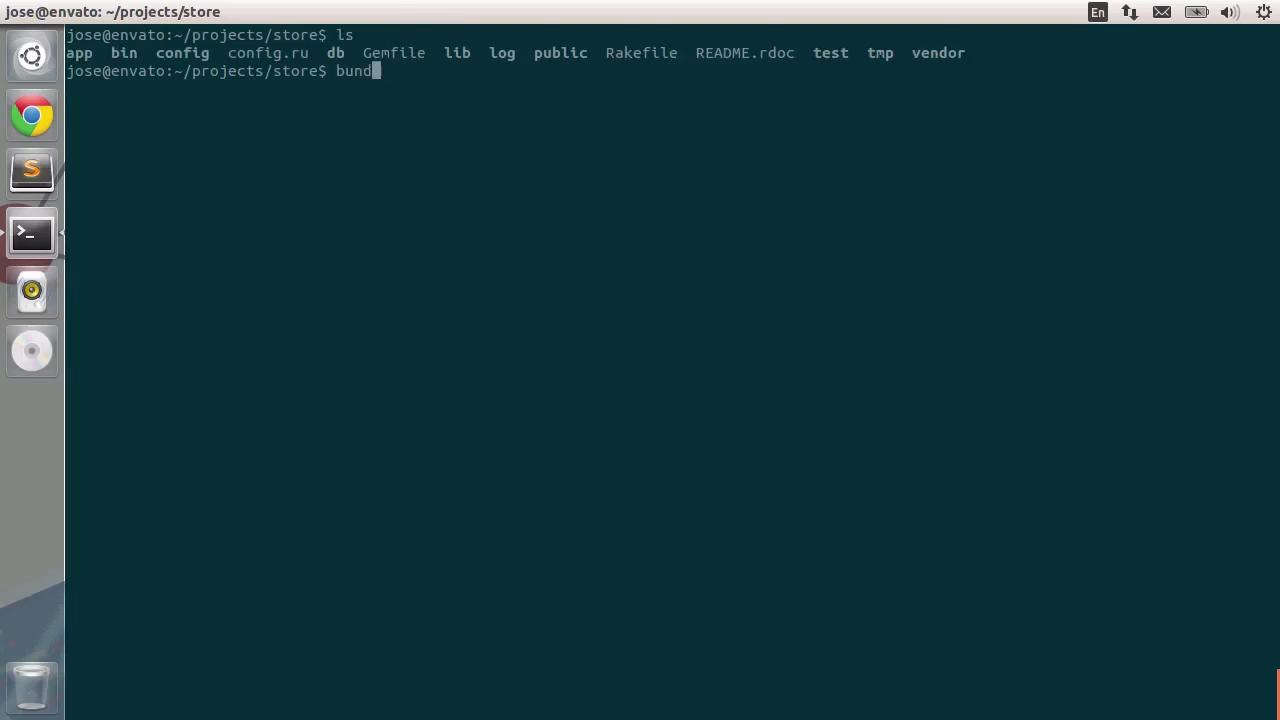 jose@envato: ~/projects/store
En
jose@envato:~/projects/store$ ls
app bin config config.ru db Gemfile lib log public Rakefile README.rdoc test tmp vendor
jose@envato:~/projects/store$ bund